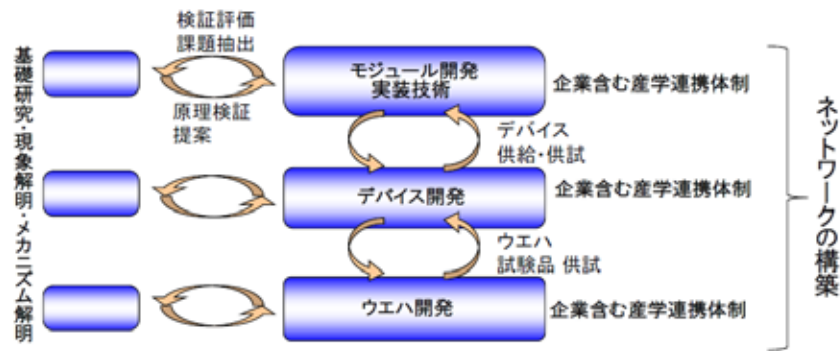 基礎研究・現象解明・メカニズム解明
検証評価
課題抽出
原理検証
提案
モジュール開発
実装技術
企業含む産学連携体制
デバイス
供給・供試
デバイス開発
企業含む産学連携体制
ウエハ
試験品 供試
ウエハ開発
企業含む産学連携体制
ネットワークの構築